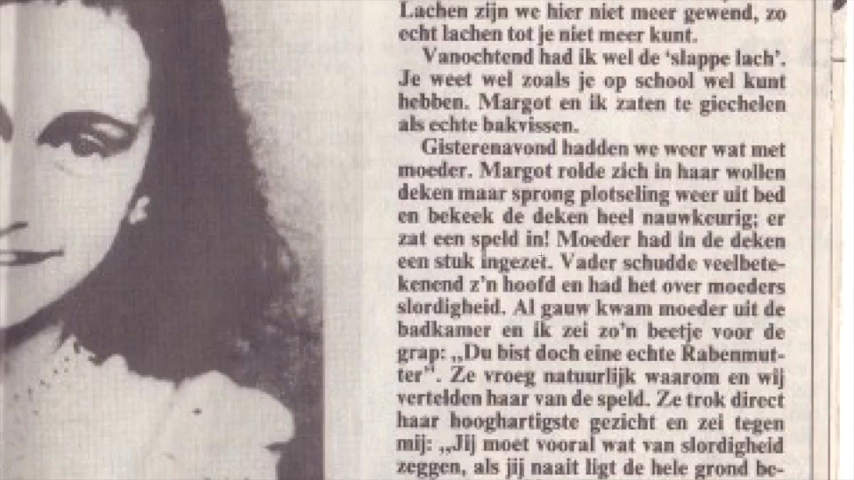 Lachen zijn we hier niet meer gewend, zo
echt lachen tot je niet meer kunt.
Vanochtend had ik wel de ‘slappe lach’.
Je weet wel zoals je op school wel kunt
hebben. Margot en ik zaten te giechelen
als echte bakvissen.
Gisterenavond hadden we weer wat met
moeder. Margot rolde zich in haar wollen
deken maar sprong plotseling weer uit bed
en bekeek de deken heel nauwkeurig; er
zat een speld in! Moeder had in de deken
een stuk ingezet. Vader schudde veelbete-
kenend z’n hoofd en had het over moeders
slordigheid. Al gauw kwam moeder uit de
badkamer en ik zei zo’n beetje voor de
grap: „Du bist doch eine echte Rabenmut-
ter”. Ze vroeg natuurlijk waarom en wij
vertelden haar van de speld. Ze trok direct
haar hooghartigste gezicht en zei tegen
mij: „Jij moet vooral wat van slordigheid
zeggen, als jij naait ligt de hele grond be-